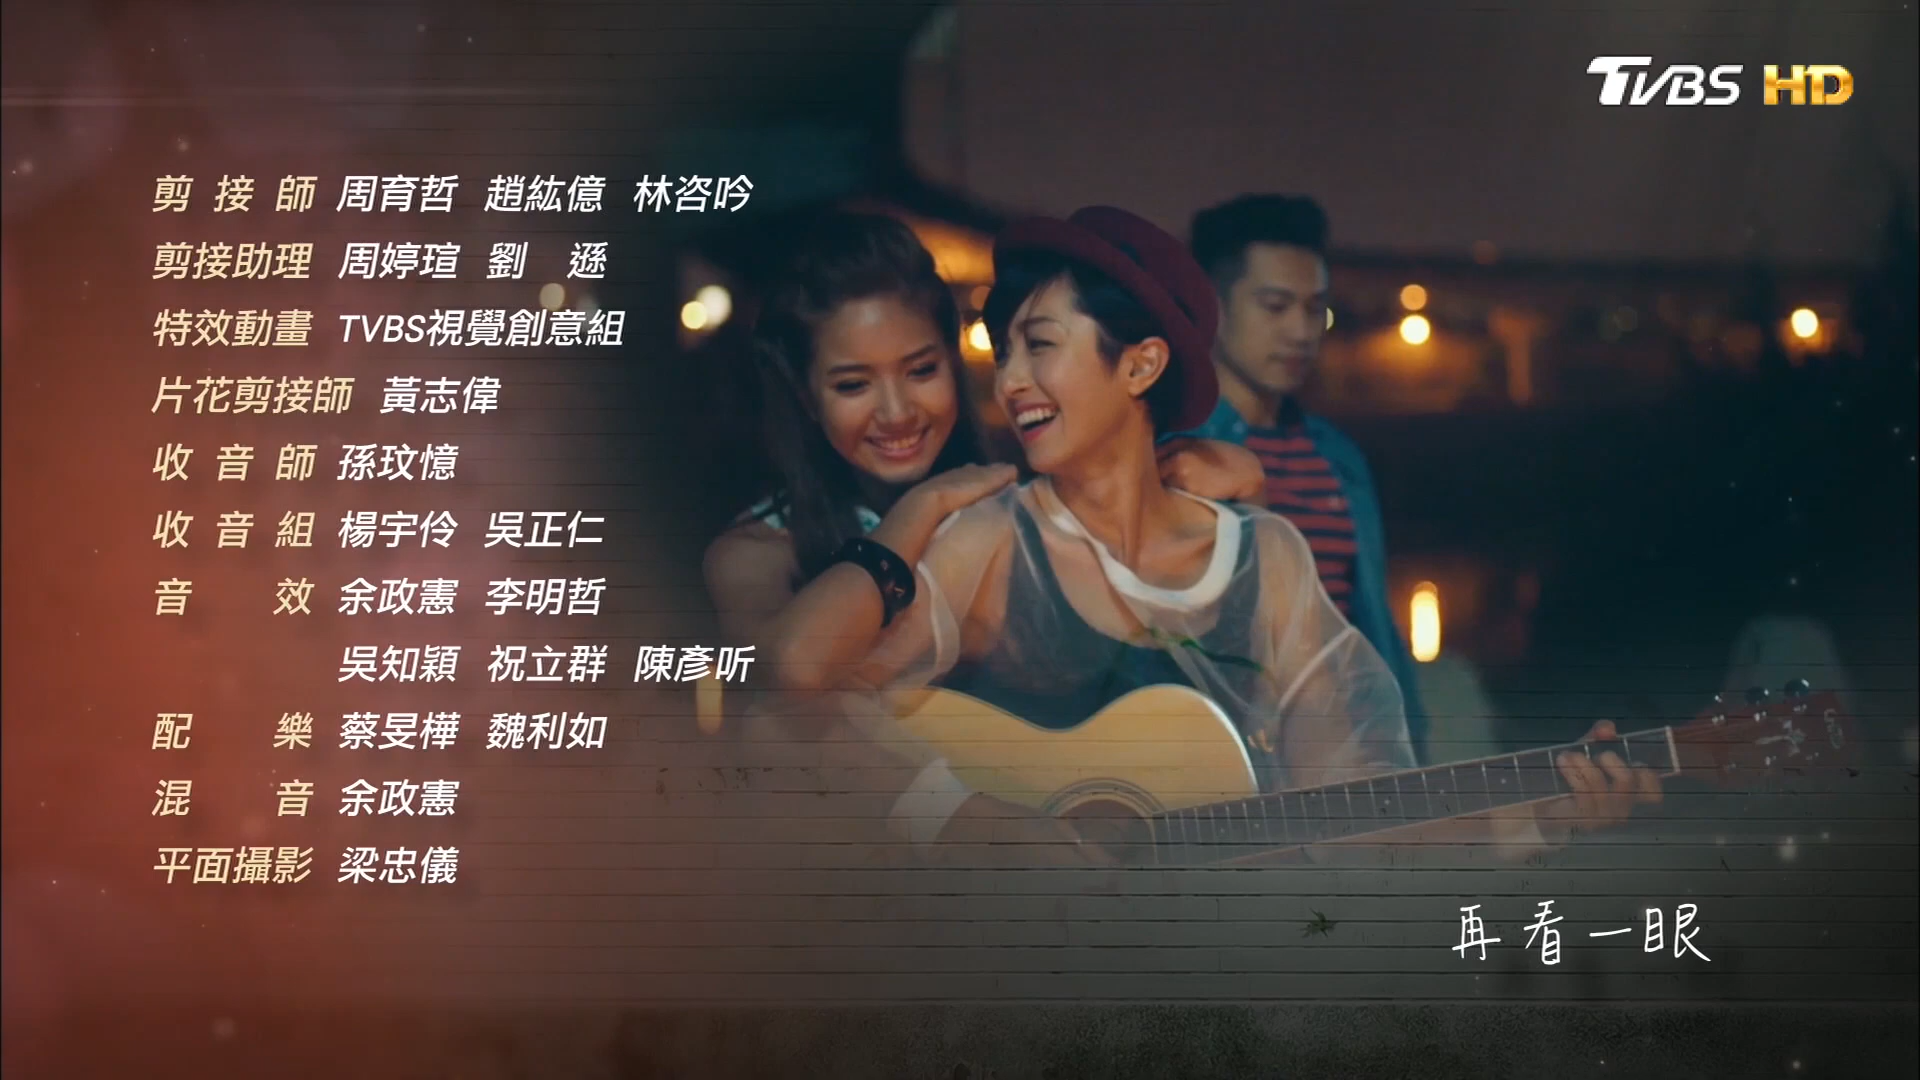 TVBS HD
剪接師 周育哲 趙紘億 林咨吟
剪接助理 周婷瑄 劉 遜
特效動畫 TVBS視覺創意組
片花剪接師 黃志偉
收音師 孫玟憶
收音組 楊宇伶 吳正仁
音效 余政憲 李明哲
吳知穎 祝立群 陳彥听
配樂 蔡旻樺 魏利如
混音 余政憲
平面攝影 梁忠儀
再看一眼